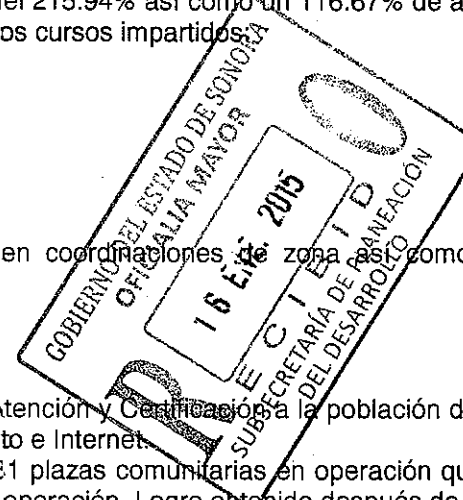 el 215.94% así como un 116.67% de a
os cursos impartidos;
GOBIERNO DEL ESTADO DE SONORA
OFICIALIA MAYOR
16 ENE. 2015
RECIBIDO
SUBSECRETARÍA DE PLANEACIÓN
DEL DESARROLLO
en coordinaciones de zona así como
Atención y Certificación a la población d
to e Internet.
31 plazas comunitarias en operación qu
operación. Logro obtenido después de